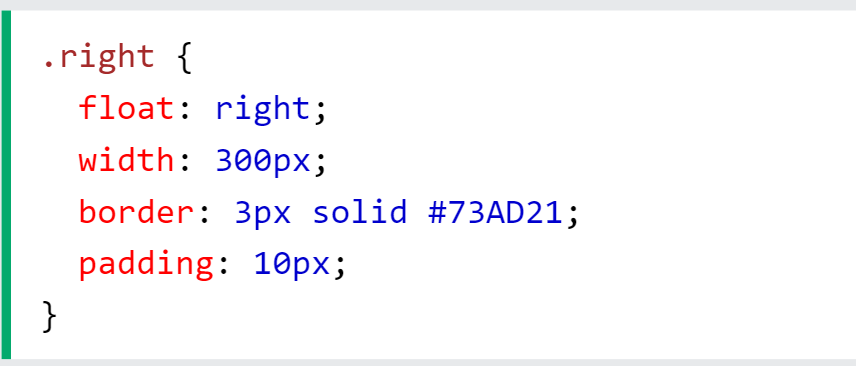 .right {
  float: right;
  width: 300px;
  border: 3px solid #73AD21;
  padding: 10px;
}